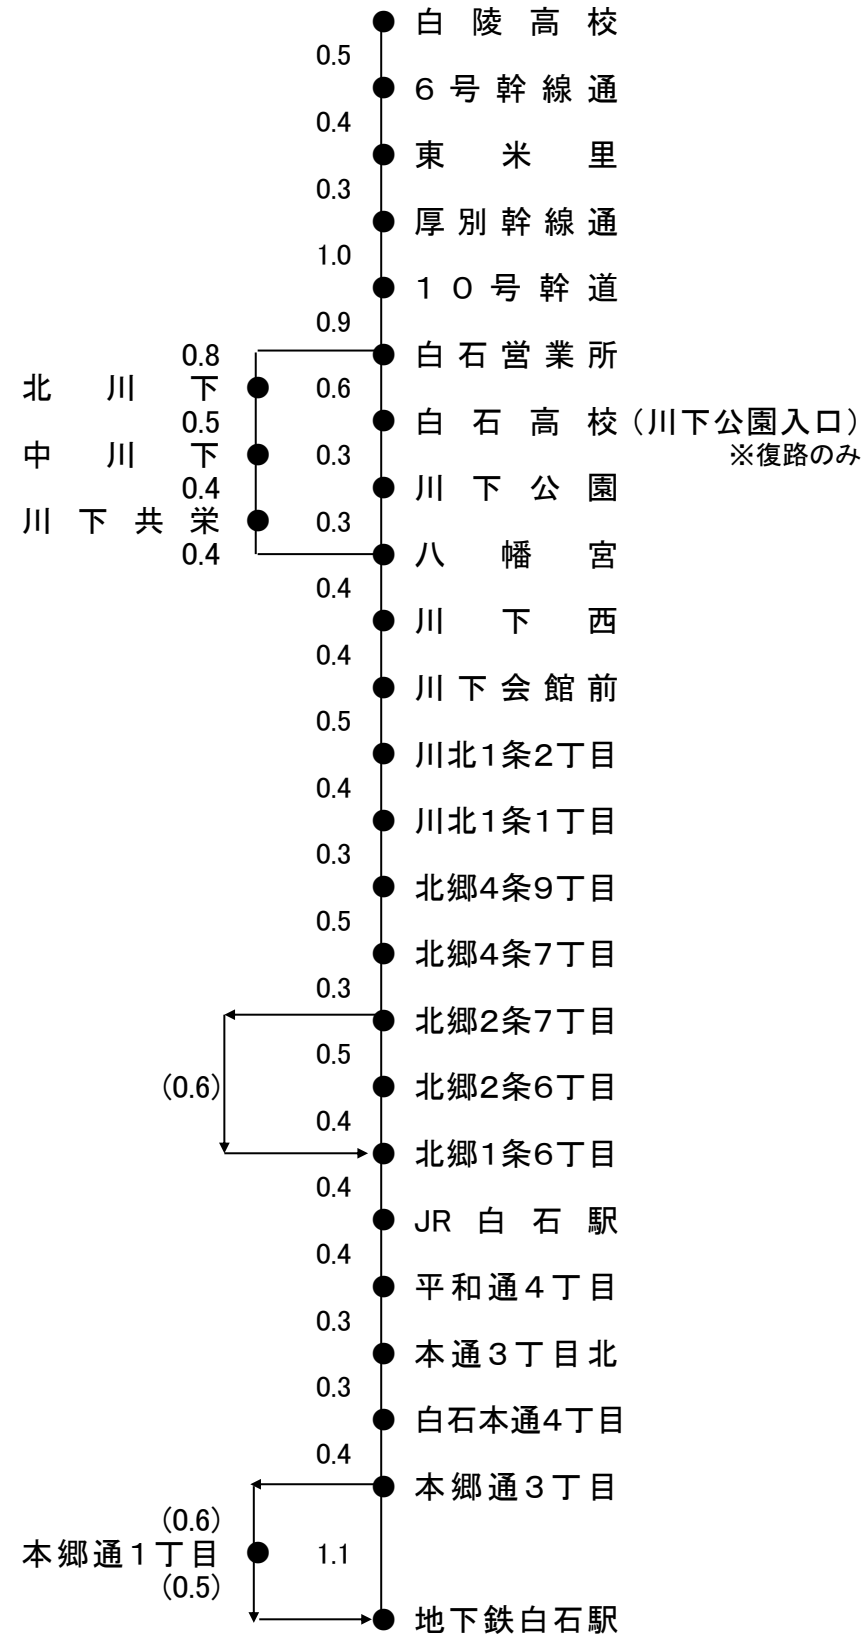 白陵高校
0.5
6号幹線通
0.4
東米里
0.3
厚別幹線通
1.0
10号幹道
0.9
白石営業所
0.8
北川下
0.6
0.5
白石高校(川下公園入口)
※復路のみ
中川下
0.3
0.4
川下公園
川下共栄
0.3
0.4
八幡宮
0.4
川下西
0.4
川下会館前
0.5
川北1条2丁目
0.4
川北1条1丁目
0.3
北郷4条9丁目
0.5
北郷4条7丁目
0.3
北郷2条7丁目
0.5
(0.6)
北郷2条6丁目
0.4
北郷1条6丁目
0.4
JR白石駅
0.4
平和通4丁目
0.3
本通3丁目北
0.3
白石本通4丁目
0.4
本郷通3丁目
(0.6)
本郷通1丁目
1.1
(0.5)
地下鉄白石駅